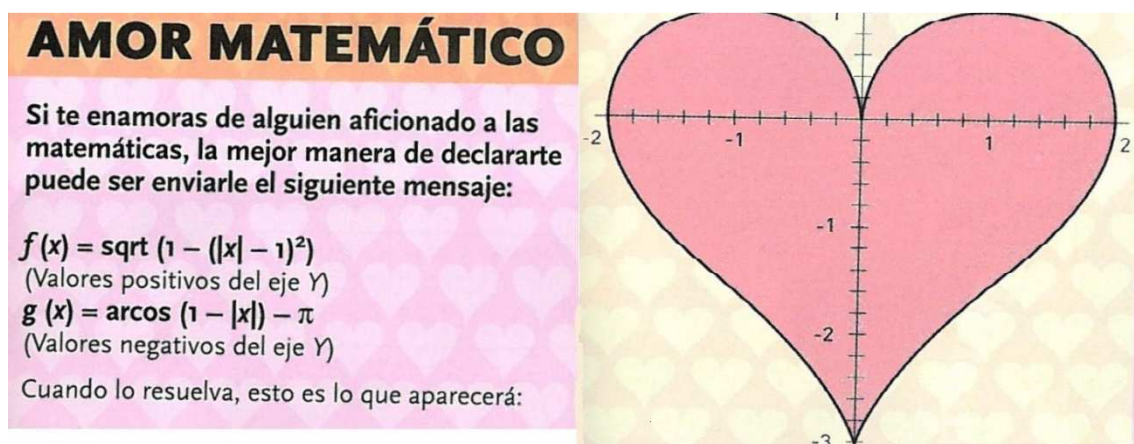 AMOR MATEMÁTICO
Si te enamoras de alguien aficionado a las
matemáticas, la mejor manera de declararte
puede ser enviarle el siguiente mensaje:
f (x) = sqrt (1 – (|x| – 1)²)
(Valores positivos del eje Y)
g (x) = arcos (1 – |x|) – π
(Valores negativos del eje Y)
Cuando lo resuelva, esto es lo que aparecerá:
1
-2
-1
1
2
-1
-2
-3